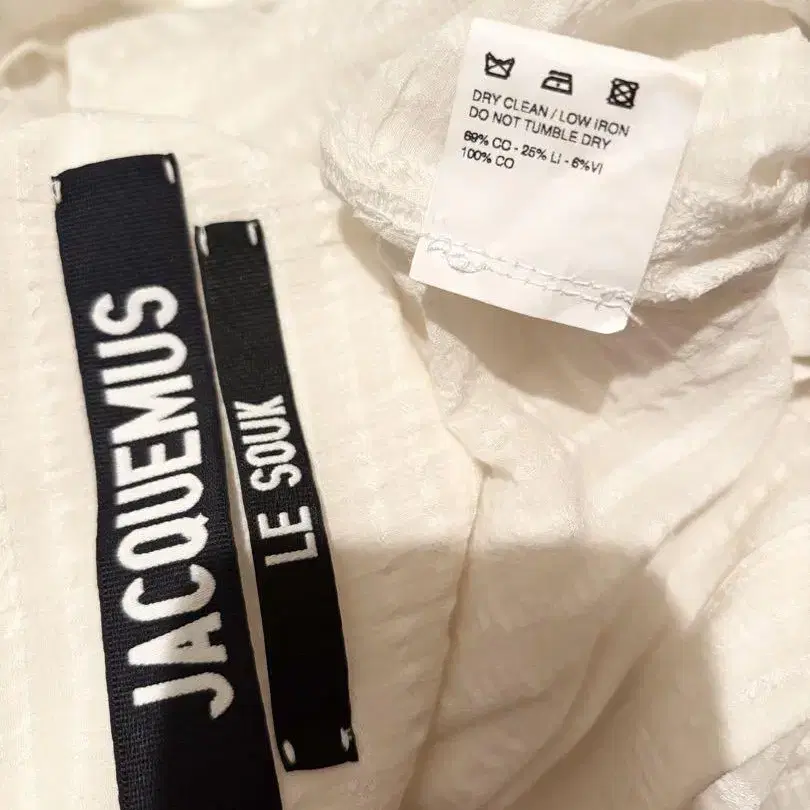 JACQUEMUS
LE SOUK
DRY CLEAN / LOW IRON
DO NOT TUMBLE DRY
69% CO - 25% LI - 6%VI
100% CO